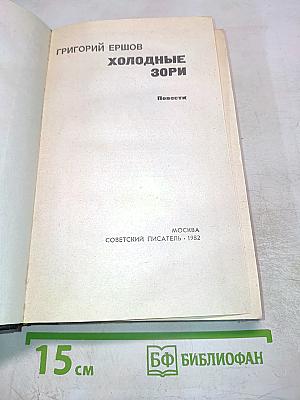 ГРИГОРИЙ ЕРШОВ
ХОЛОДНЫЕ
ЗОРИ
Повести
МОСКВА
СОВЕТСКИЙ ПИСАТЕЛЬ · 1982
15 см
БФ БИБЛИОФАН